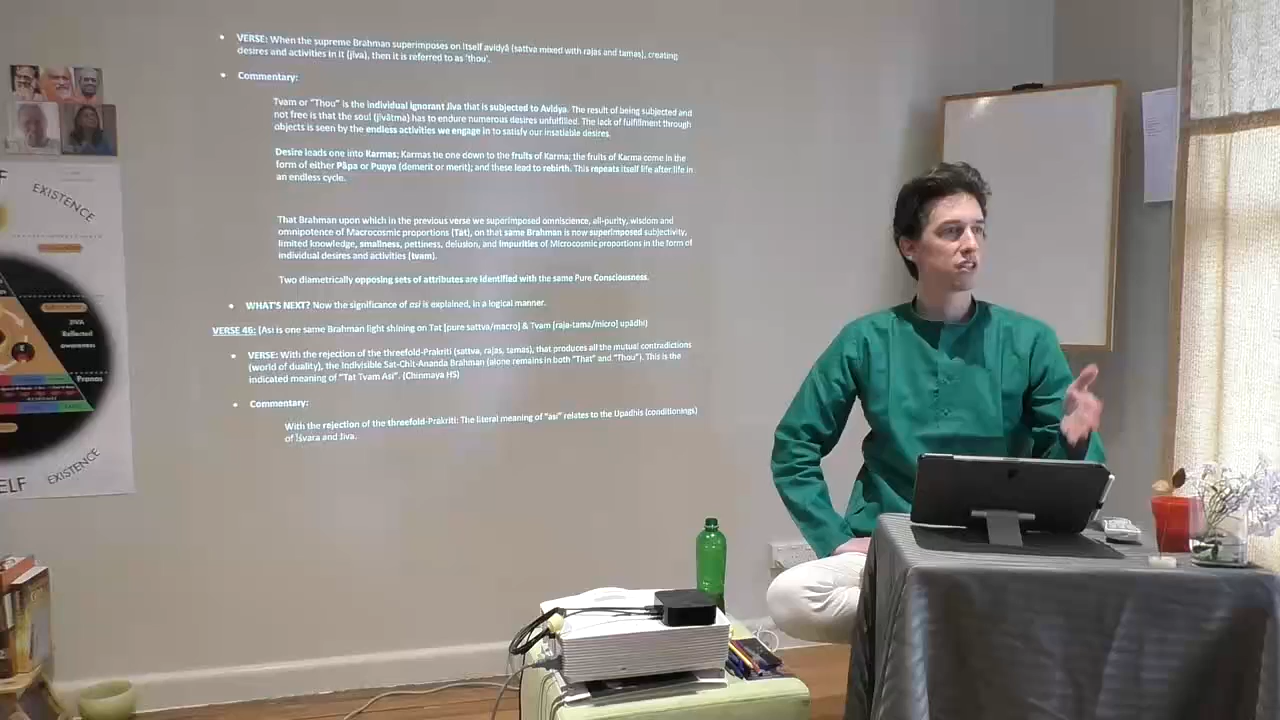 VERSE: When the supreme Brahman superimposes on Itself avidyā (sattva mixed with rajas and tamas), creating
desires and activities in it (jīva), then it is referred to as 'thou'.
Commentary:
Tvam or "Thou" is the individual ignorant Jīva that is subjected to Avidya. The result of being subjected and
not free is that the soul (jīvātma) has to endure numerous desires unfulfilled. The lack of fulfillment through
objects is seen by the endless activities we engage in to satisfy our insatiable desires.
Desire leads one into Karmas; Karmas tie one down to the fruits of Karma; the fruits of Karma come in the
form of either Pāpa or Puṇya (demerit or merit); and these lead to rebirth. This repeats itself life after life in
an endless cycle.
That Brahman upon which in the previous verse we superimposed omniscience, all-purity, wisdom and
omnipotence of Macrocosmic proportions (Tat), on that same Brahman is now superimposed subjectivity,
limited knowledge, smallness, pettiness, delusion, and impurities of Microcosmic proportions in the form of
individual desires and activities (tvam).
Two diametrically opposing sets of attributes are identified with the same Pure Consciousness.
WHAT'S NEXT? Now the significance of asi is explained, in a logical manner.
VERSE 46: [Asi is one same Brahman light shining on Tat [pure sattva/macro] & Tvam [raja-tama/micro] upādhi)
VERSE: With the rejection of the threefold-Prakriti (sattva, rajas, tamas), that produces all the mutual contradictions
(world of duality), the Indivisible Sat-Chit-Ananda Brahman (alone remains in both "That" and "Thou"). This is the
indicated meaning of "Tat Tvam Asi". (Chinmaya HS)
Commentary:
With the rejection of the threefold-Prakriti: The literal meaning of "asi" relates to the Upadhis (conditionings)
of Īśvara and Jiva.
EXISTENCE
JIVA
Reflected
awareness
Pranas
EXISTENCE
ELF